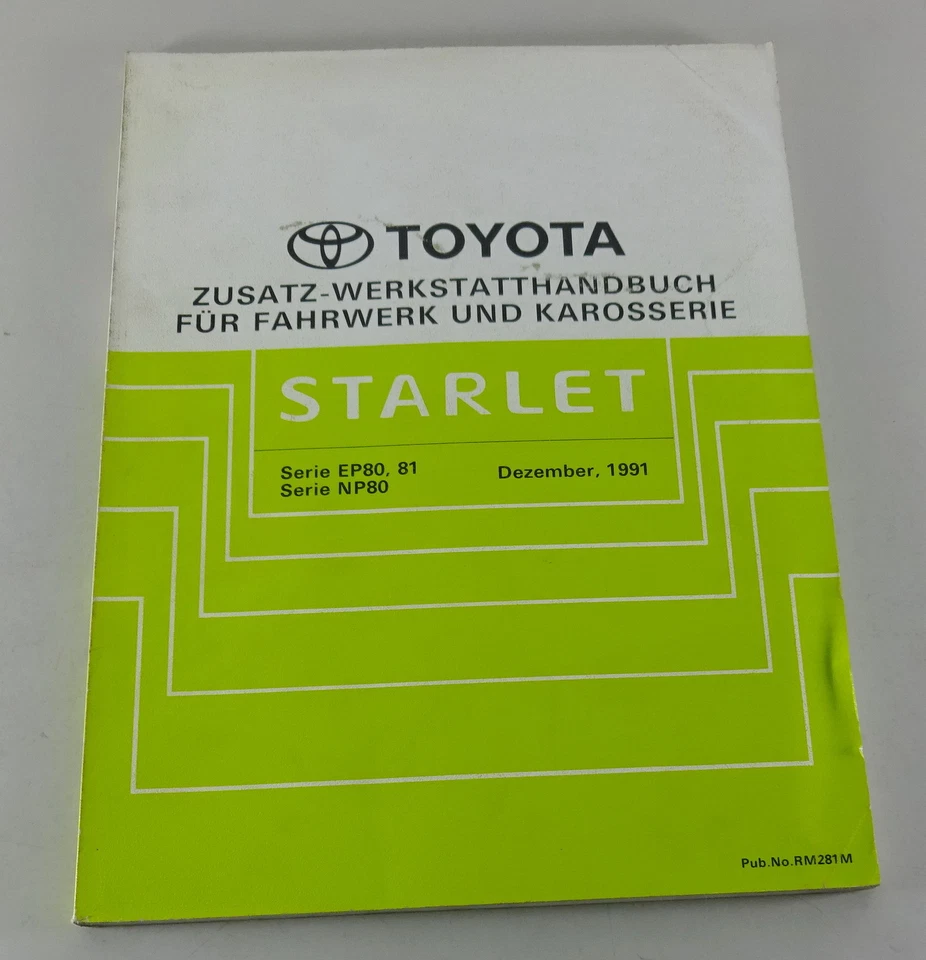 TOYOTA
ZUSATZ-WERKSTATTHANDBUCH
FÜR FAHRWERK UND KAROSSERIE
STARLET
Serie EP80, 81 Dezember, 1991
Serie NP80
Pub.No.RM281M